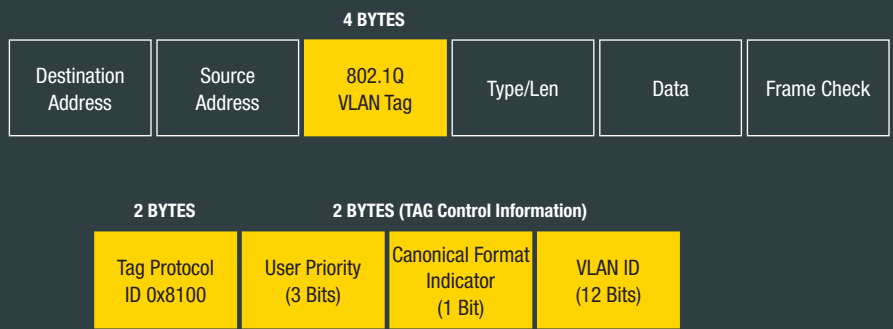 4 BYTES
Destination
Address
Source
Address
802.1Q
VLAN Tag
Type/Len
Data
Frame Check
2 BYTES
2 BYTES (TAG Control Information)
Tag Protocol
ID 0x8100
User Priority
(3 Bits)
Canonical Format
Indicator
(1 Bit)
VLAN ID
(12 Bits)